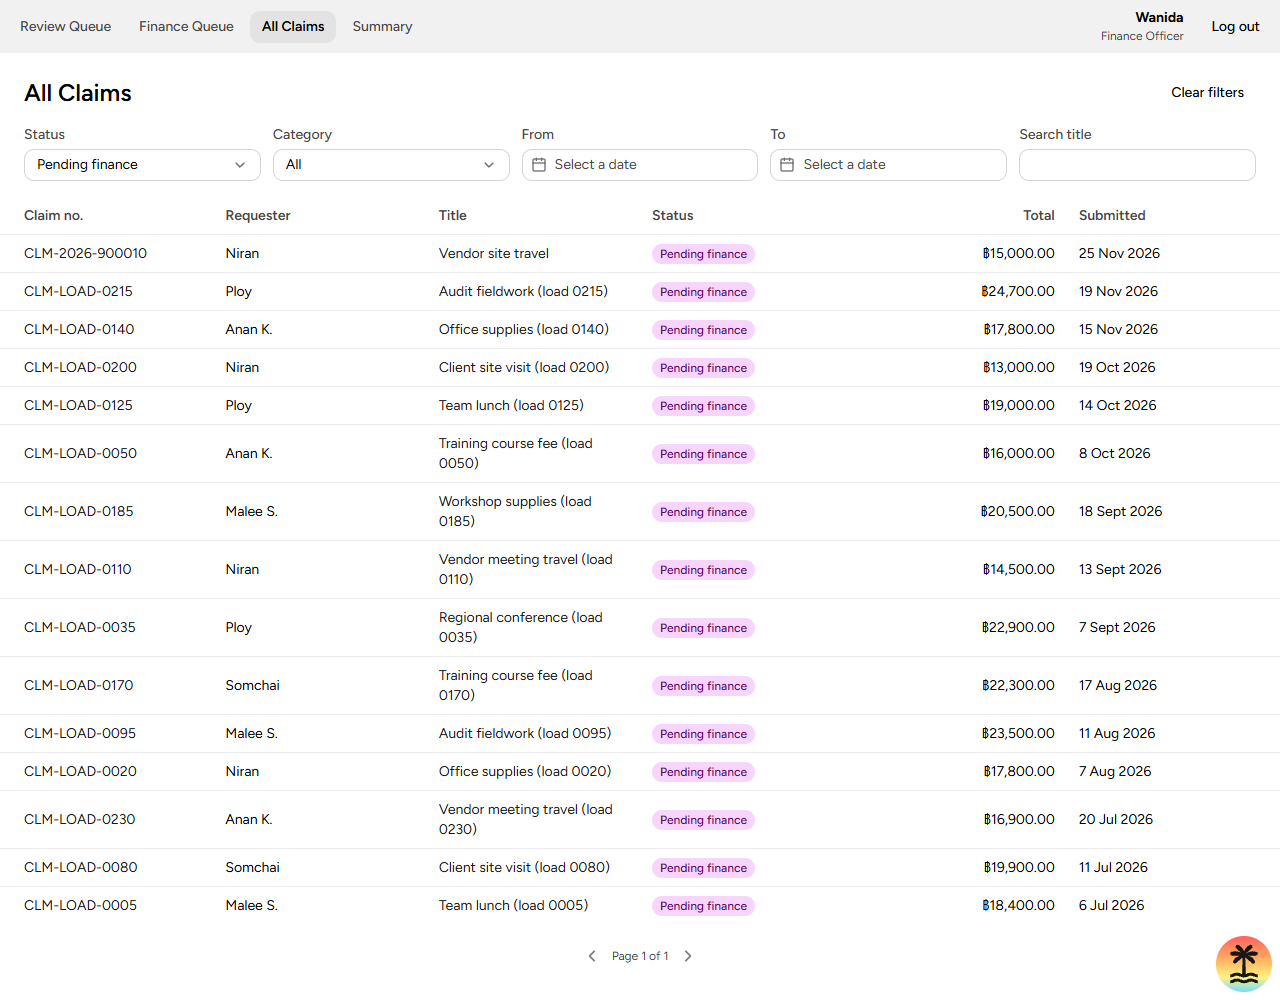 Review Queue Finance Queue All Claims Summary Wanida Log out
Finance Officer
All Claims Clear filters
Status Category From To Search title
Pending finance All Select a date Select a date
Claim no. Requester Title Status Total Submitted
CLM-2026-900010 Niran Vendor site travel Pending finance ฿15,000.00 25 Nov 2026
CLM-LOAD-0215 Ploy Audit fieldwork (load 0215) Pending finance ฿24,700.00 19 Nov 2026
CLM-LOAD-0140 Anan K. Office supplies (load 0140) Pending finance ฿17,800.00 15 Nov 2026
CLM-LOAD-0200 Niran Client site visit (load 0200) Pending finance ฿13,000.00 19 Oct 2026
CLM-LOAD-0125 Ploy Team lunch (load 0125) Pending finance ฿19,000.00 14 Oct 2026
CLM-LOAD-0050 Anan K. Training course fee (load
0050) Pending finance ฿16,000.00 8 Oct 2026
CLM-LOAD-0185 Malee S. Workshop supplies (load
0185) Pending finance ฿20,500.00 18 Sept 2026
CLM-LOAD-0110 Niran Vendor meeting travel (load
0110) Pending finance ฿14,500.00 13 Sept 2026
CLM-LOAD-0035 Ploy Regional conference (load
0035) Pending finance ฿22,900.00 7 Sept 2026
CLM-LOAD-0170 Somchai Training course fee (load
0170) Pending finance ฿22,300.00 17 Aug 2026
CLM-LOAD-0095 Malee S. Audit fieldwork (load 0095) Pending finance ฿23,500.00 11 Aug 2026
CLM-LOAD-0020 Niran Office supplies (load 0020) Pending finance ฿17,800.00 7 Aug 2026
CLM-LOAD-0230 Anan K. Vendor meeting travel (load
0230) Pending finance ฿16,900.00 20 Jul 2026
CLM-LOAD-0080 Somchai Client site visit (load 0080) Pending finance ฿19,900.00 11 Jul 2026
CLM-LOAD-0005 Malee S. Team lunch (load 0005) Pending finance ฿18,400.00 6 Jul 2026
Page 1 of 1